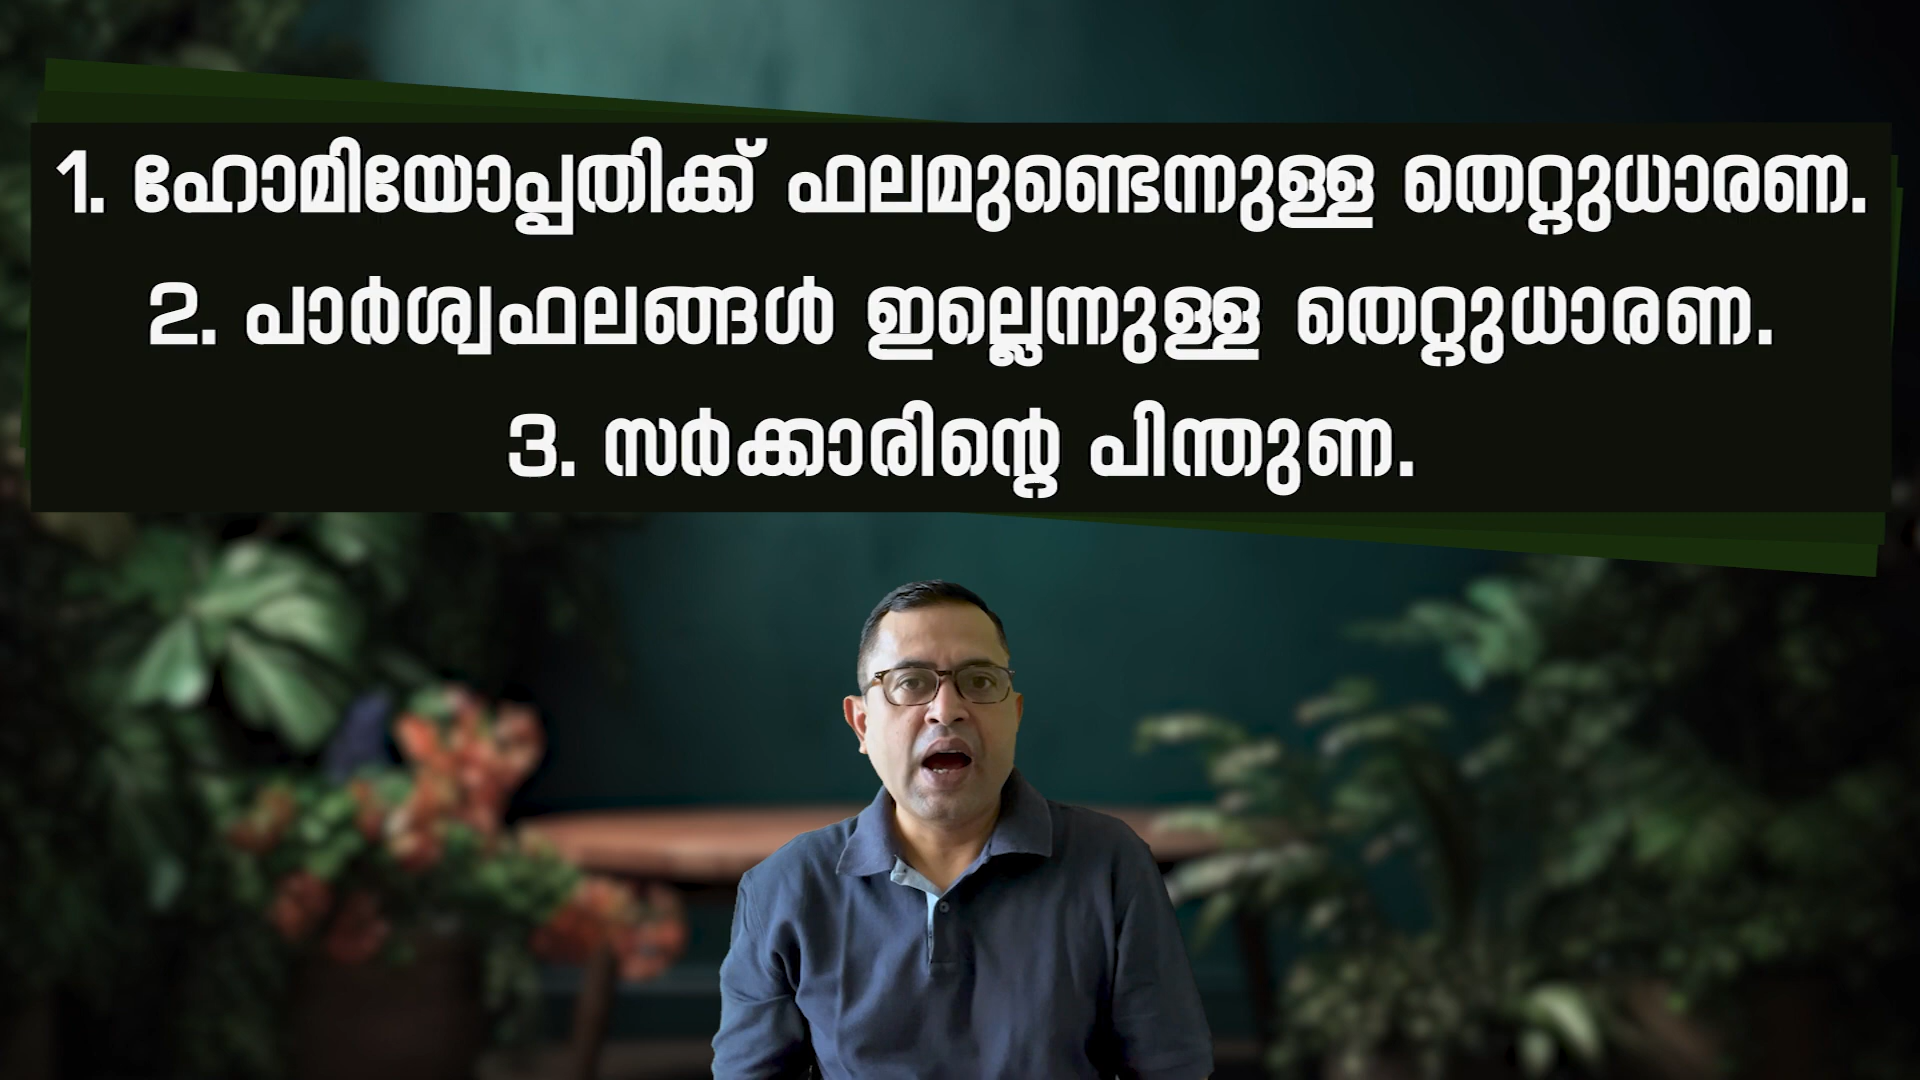 1. ഹോമിയോപ്പതിക്ക് ഫലമുണ്ടെന്നുള്ള തെറ്റുധാരണ.
2. പാർശ്വഫലങ്ങൾ ഇല്ലെന്നുള്ള തെറ്റുധാരണ.
3. സർക്കാരിന്റെ പിന്തുണ.